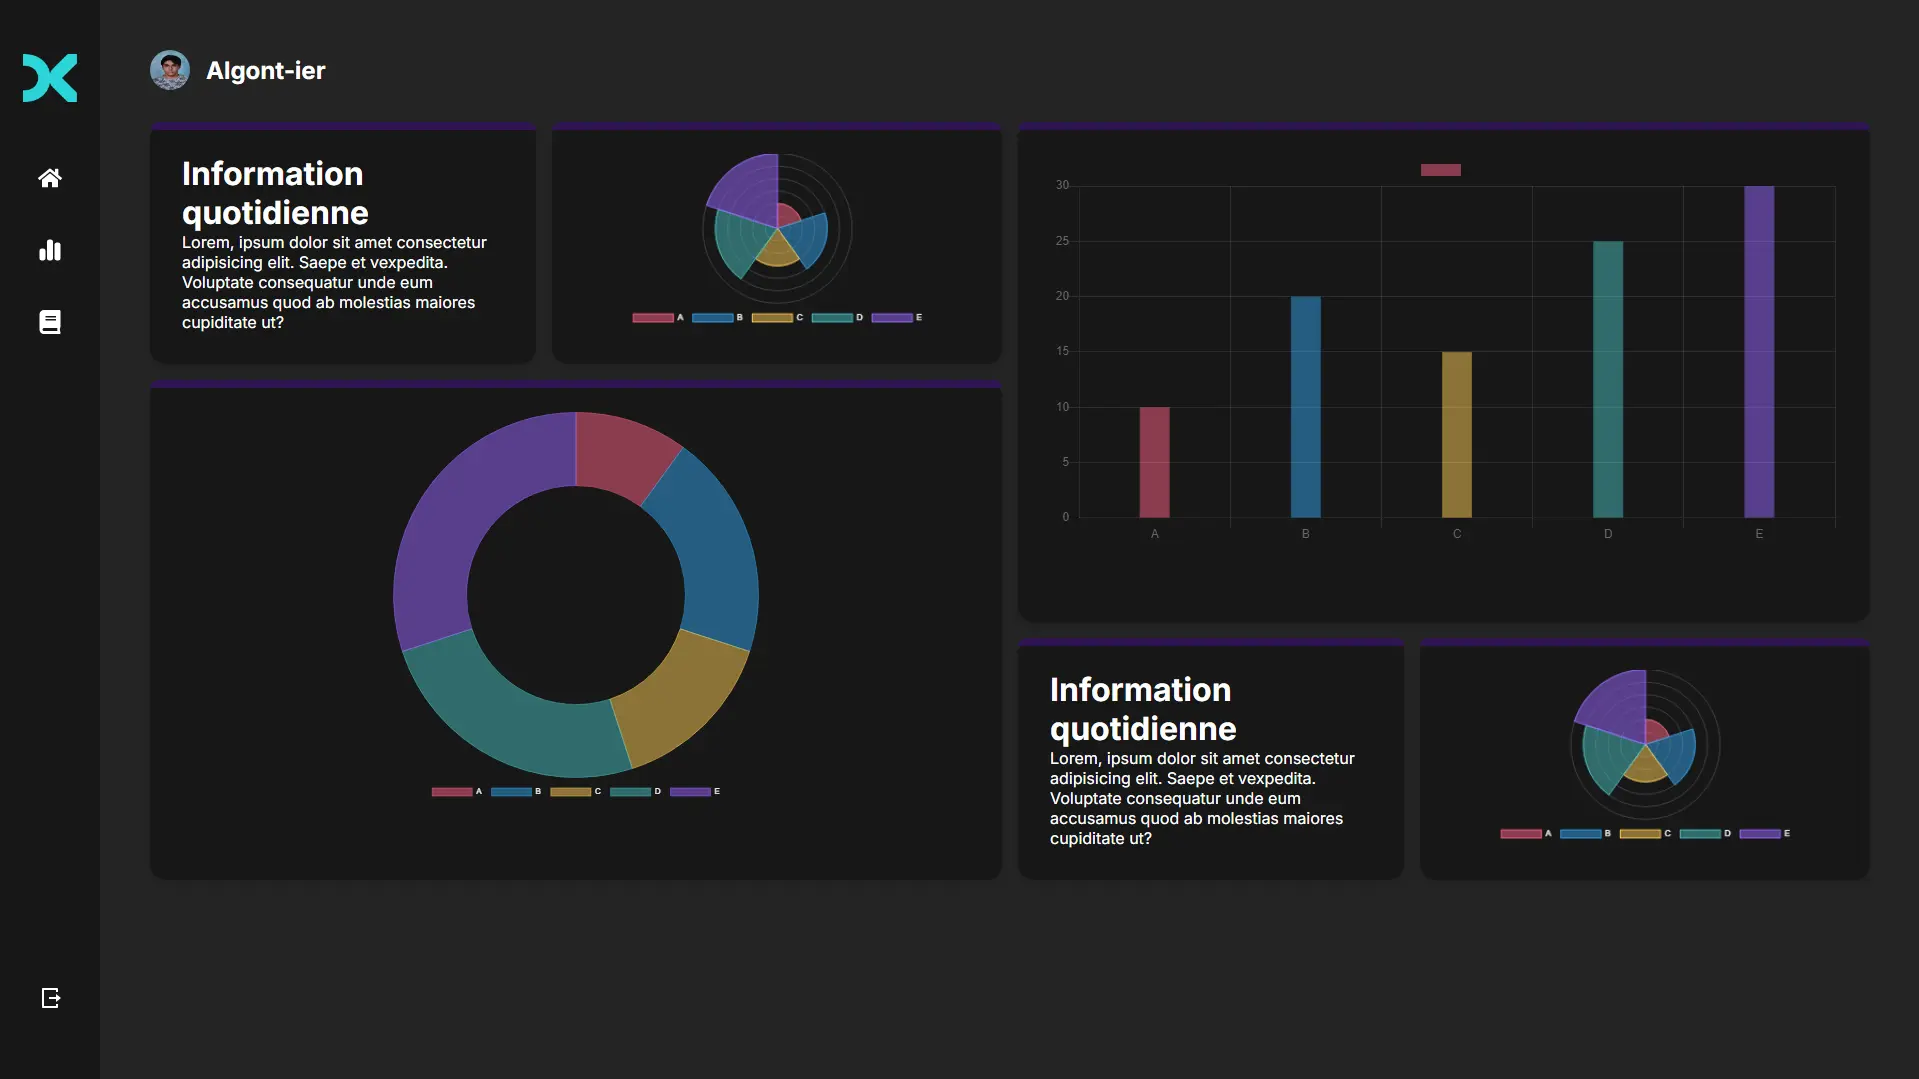 Algont-ier
Information
quotidienne
Lorem, ipsum dolor sit amet consectetur
adipisicing elit. Saepe et vexpedita.
Voluptate consequatur unde eum
accusamus quod ab molestias maiores
cupiditate ut?
A B C D E
30
25
20
15
10
5
0
A B C D E
A B C D E
Information
quotidienne
Lorem, ipsum dolor sit amet consectetur
adipisicing elit. Saepe et vexpedita.
Voluptate consequatur unde eum
accusamus quod ab molestias maiores
cupiditate ut?
A B C D E